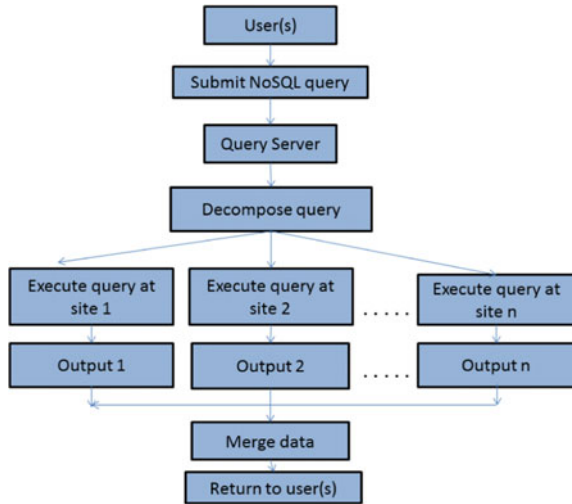 User(s)
Submit NoSQL query
Query Server
Decompose query
Execute query at
site 1
Execute query at
site 2
. . . . .
Execute query at
site n
Output 1
Output 2
. . . . .
Output n
Merge data
Return to user(s)